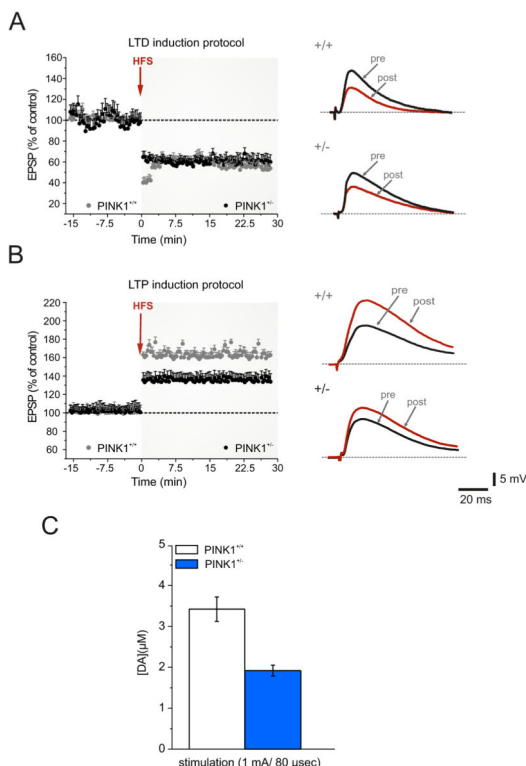 A
LTD induction protocol
HFS
EPSP (% of control)
160
140
120
100
80
60
40
20
PINK1+/+
PINK1+/-
-15
-7.5
0
7.5
15
22.5
30
Time (min)
+/+
pre
post
+/-
pre
post
B
LTP induction protocol
HFS
EPSP (% of control)
220
200
180
160
140
120
100
80
60
PINK1+/+
PINK1+/-
-15
-7.5
0
7.5
15
22.5
30
Time (min)
+/+
pre
post
+/-
pre
post
5 mV
20 ms
C
PINK1+/+
PINK1+/-
[DA](μM)
5
4
3
2
1
0
stimulation (1 mA/ 80 μsec)